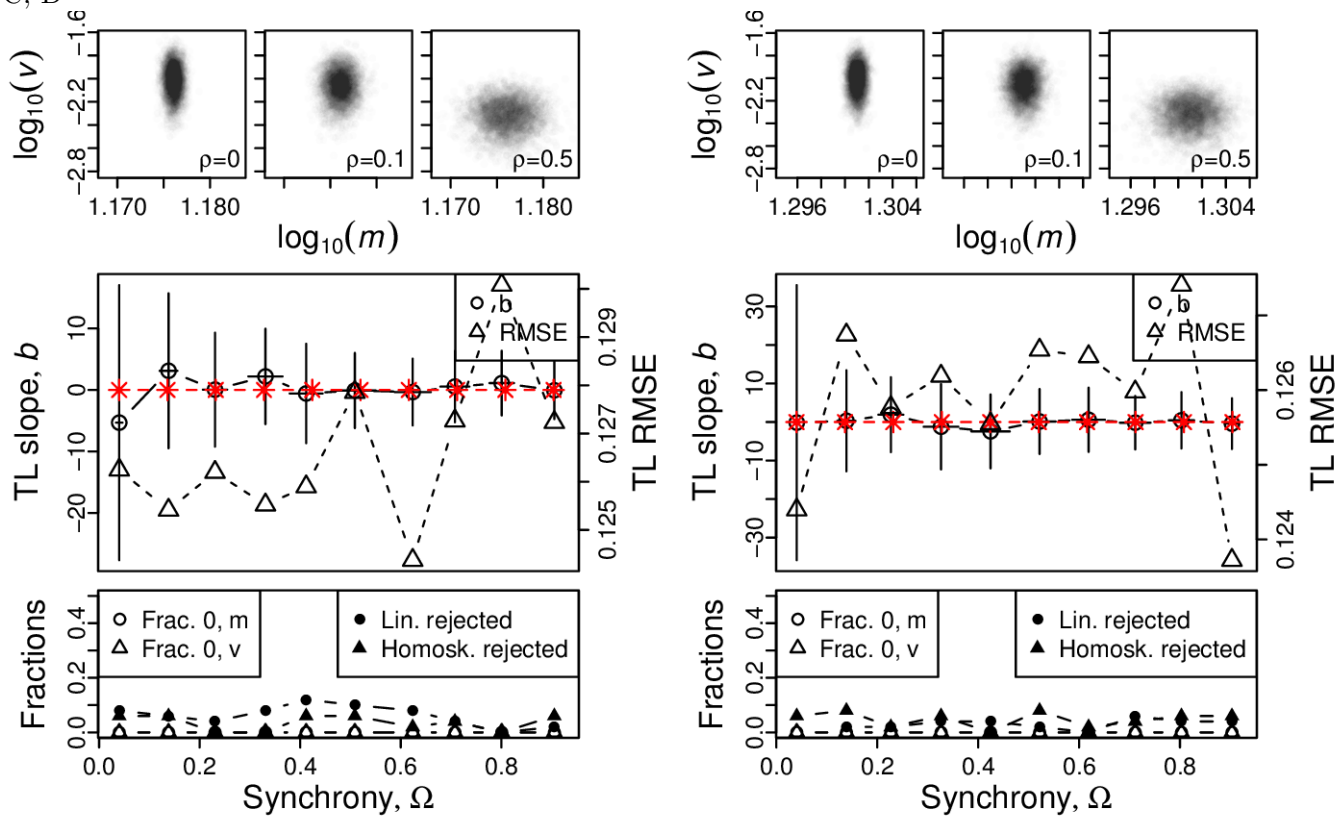 log10(v)
−1.6
−2.2
−2.8
ρ=0
ρ=0.1
ρ=0.5
1.170
1.180
1.170
1.180
log10(m)
log10(v)
−1.6
−2.2
−2.8
ρ=0
ρ=0.1
ρ=0.5
1.296
1.304
1.296
1.304
log10(m)
TL slope, b
10
0
−10
−20
b
RMSE
0.129
0.127
0.125
TL RMSE
TL slope, b
30
10
−10
−30
b
RMSE
0.126
0.124
TL RMSE
Fractions
0.4
0.2
0.0
Frac. 0, m
Frac. 0, v
Lin. rejected
Homosk. rejected
0.0
0.2
0.4
0.6
0.8
Synchrony, Ω
Fractions
0.4
0.2
0.0
Frac. 0, m
Frac. 0, v
Lin. rejected
Homosk. rejected
0.0
0.2
0.4
0.6
0.8
Synchrony, Ω